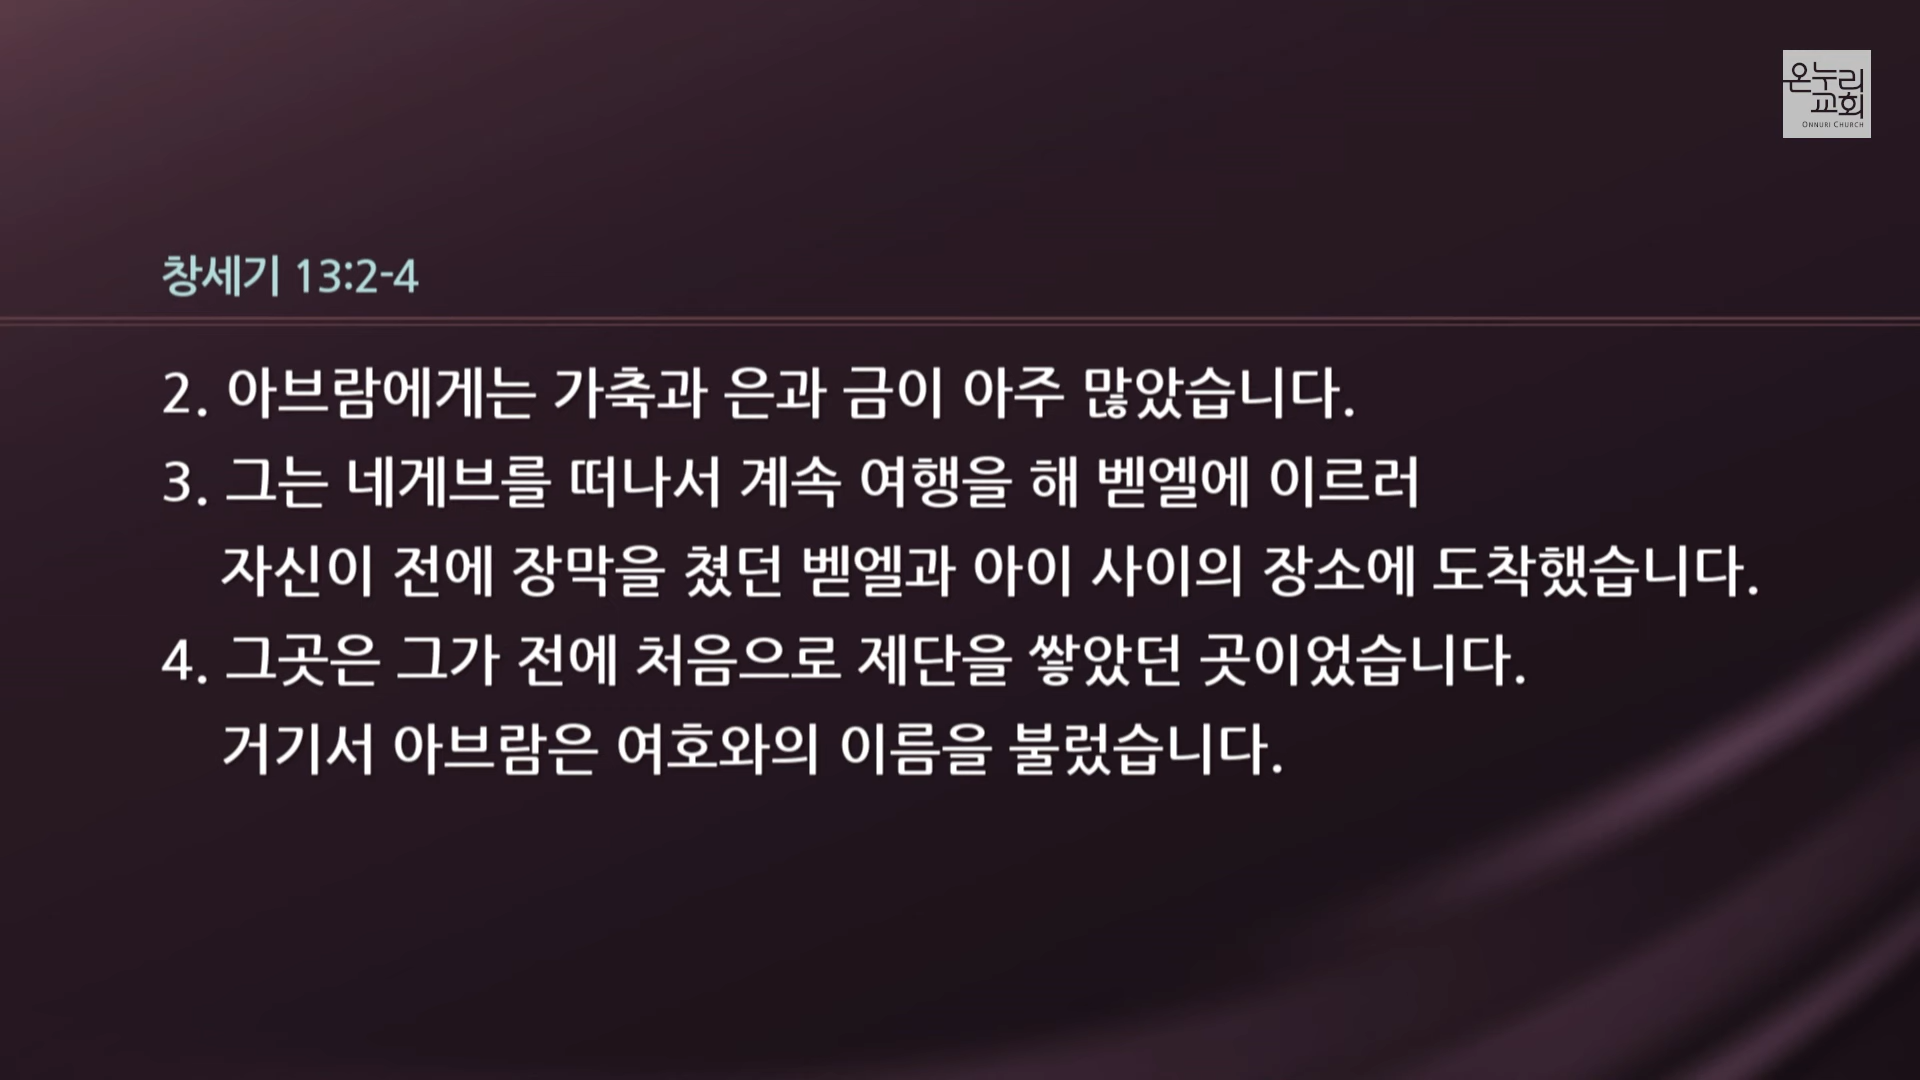 온누리
교회
ONNURI CHURCH
창세기 13:2-4
2. 아브람에게는 가축과 은과 금이 아주 많았습니다.
3. 그는 네게브를 떠나서 계속 여행을 해 벧엘에 이르러
자신이 전에 장막을 쳤던 벧엘과 아이 사이의 장소에 도착했습니다.
4. 그곳은 그가 전에 처음으로 제단을 쌓았던 곳이었습니다.
거기서 아브람은 여호와의 이름을 불렀습니다.